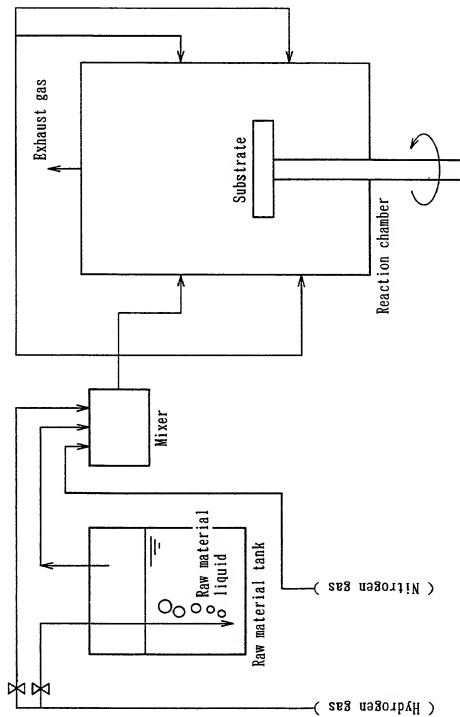 Exhaust gas
Substrate
Reaction chamber
Mixer
Raw material
liquid
Raw material tank
( Nitrogen gas )
( Hydrogen gas )